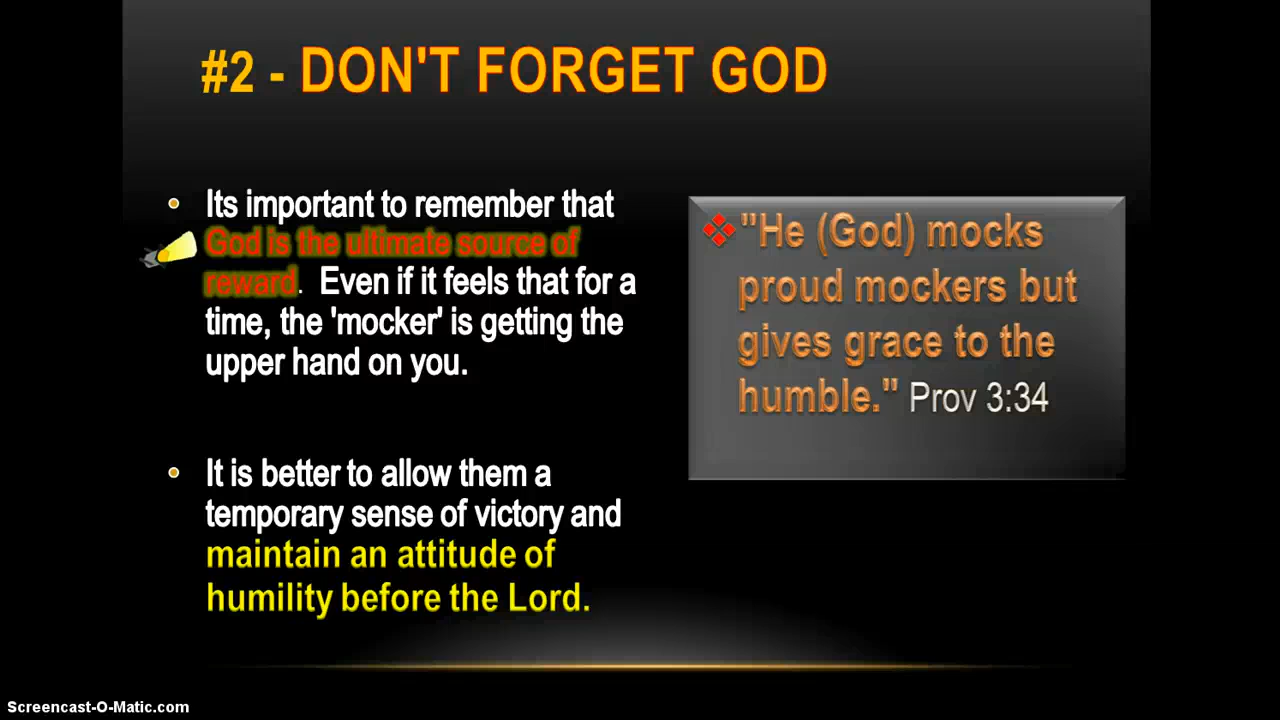 #2 - DON'T FORGET GOD
• Its important to remember that
God is the ultimate source of
reward. Even if it feels that for a
time, the 'mocker' is getting the
upper hand on you.
• It is better to allow them a
temporary sense of victory and
maintain an attitude of
humility before the Lord.
❖ "He (God) mocks
proud mockers but
gives grace to the
humble." Prov 3:34
Screencast-O-Matic.com